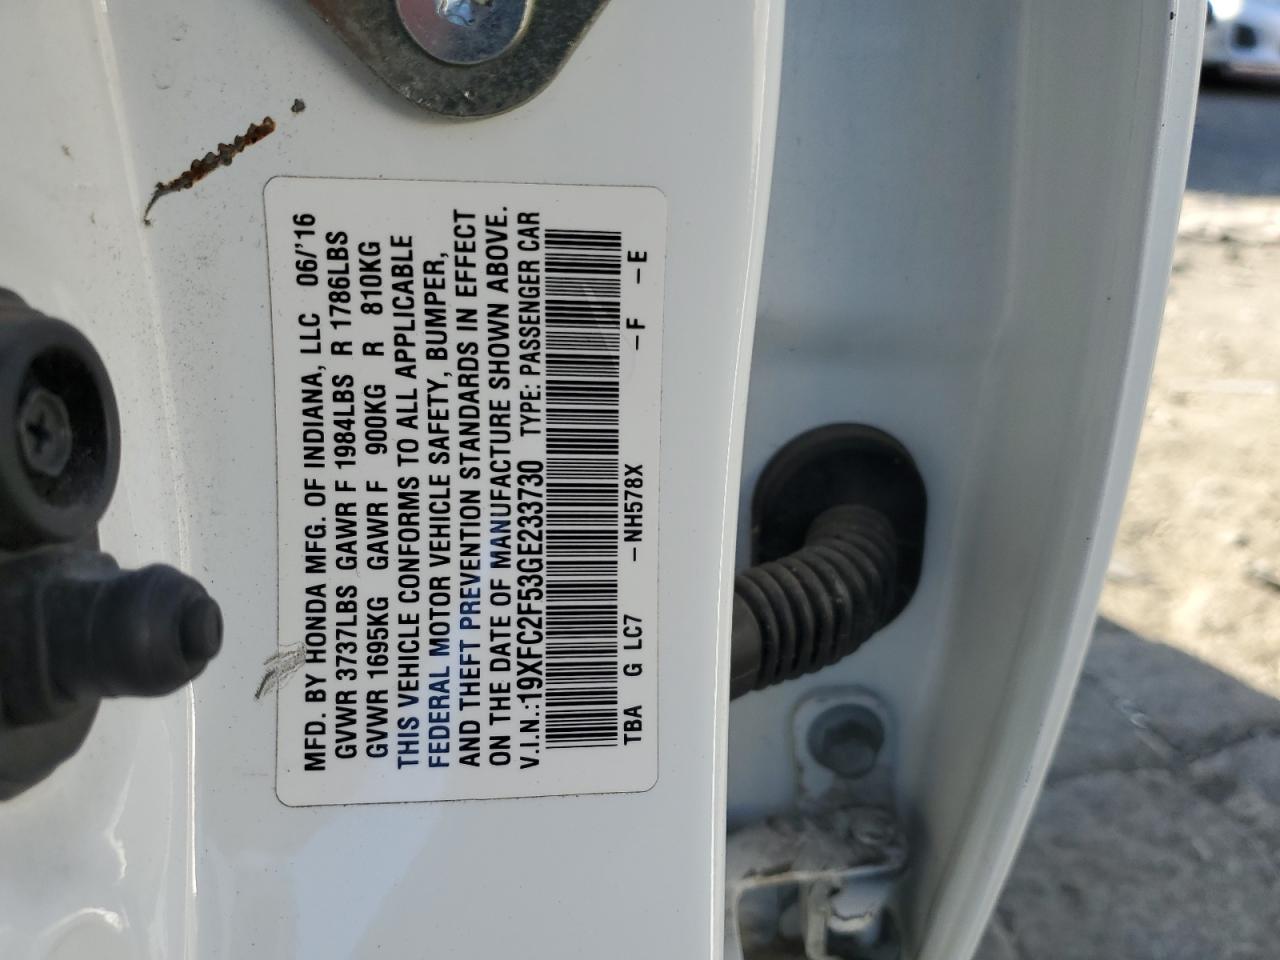 MFD. BY HONDA MFG. OF INDIANA, LLC 06/'16
GVWR 3737LBS GAWR F 1984LBS R 1786LBS
GVWR 1695KG GAWR F 900KG R 810KG
THIS VEHICLE CONFORMS TO ALL APPLICABLE
FEDERAL MOTOR VEHICLE SAFETY, BUMPER,
AND THEFT PREVENTION STANDARDS IN EFFECT
ON THE DATE OF MANUFACTURE SHOWN ABOVE.
V.I.N.:19XFC2F53GE233730 TYPE: PASSENGER CAR
TBA G LC7 -NH578X -F -E